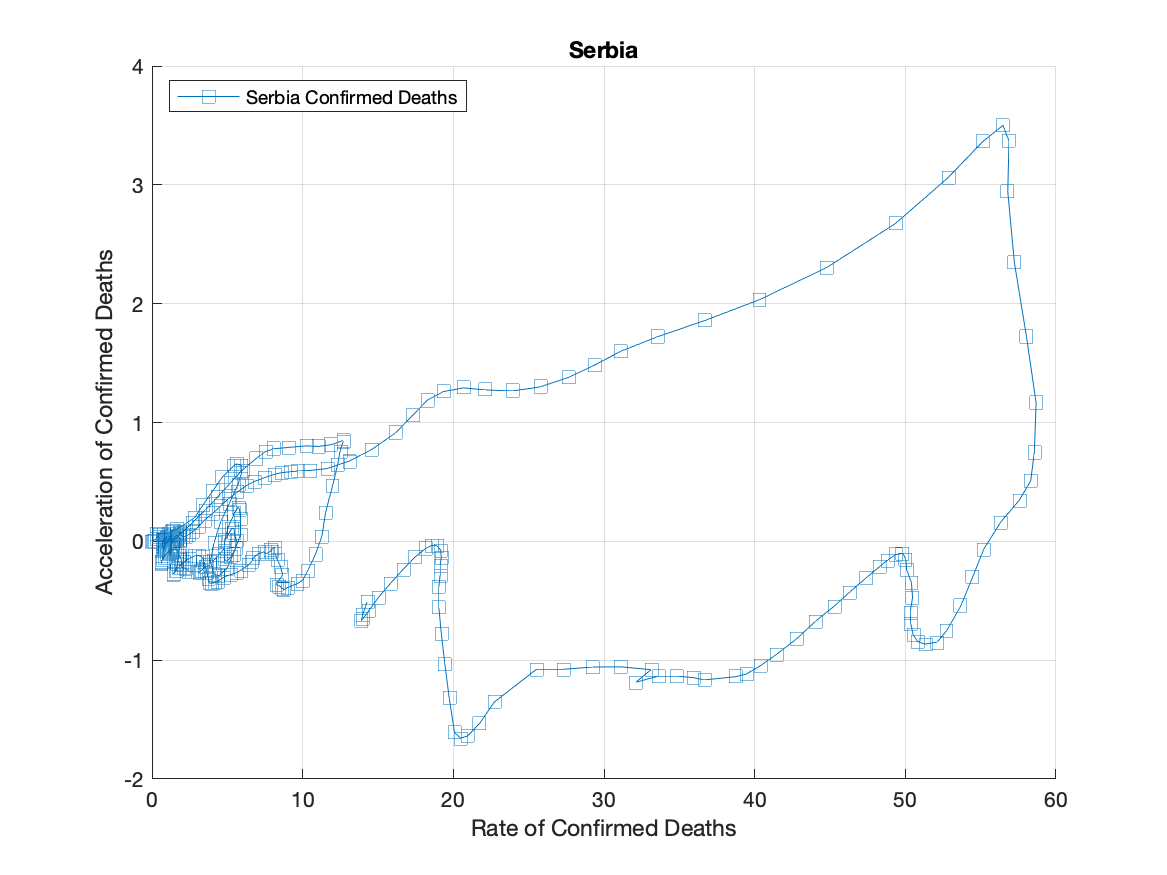 Serbia
4
Serbia Confirmed Deaths
3
2
1
0
-1
-2
Acceleration of Confirmed Deaths
0 10 20 30 40 50 60
Rate of Confirmed Deaths